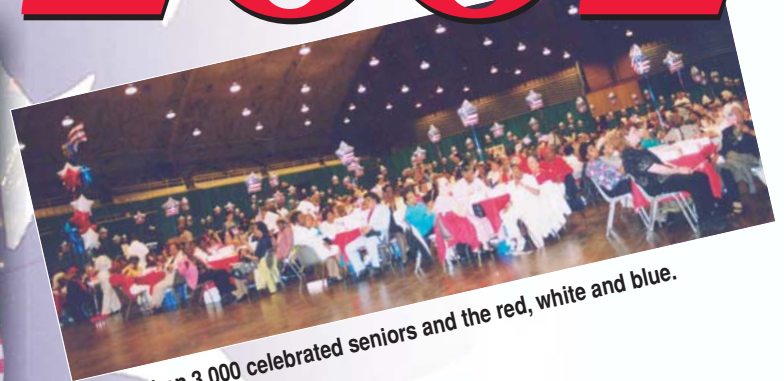 3,000 celebrated seniors and the red, white and blue.